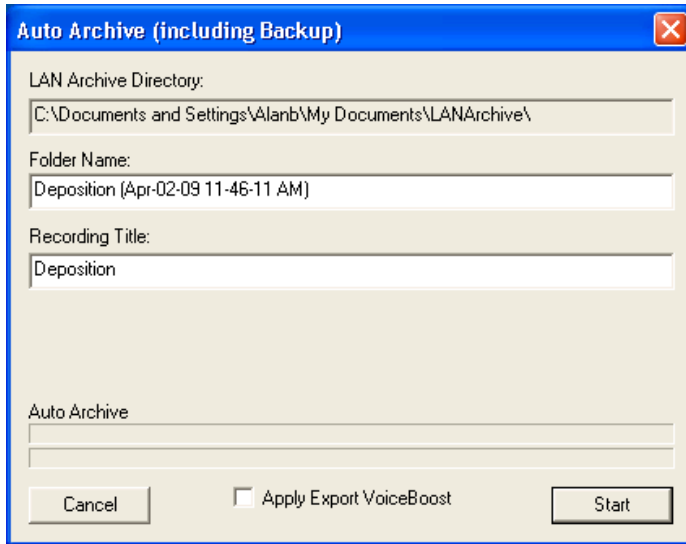 Auto Archive (including Backup)
LAN Archive Directory:
C:\Documents and Settings\Alanb\My Documents\LANArchive\
Folder Name:
Deposition (Apr-02-09 11-46-11 AM)
Recording Title:
Deposition
Auto Archive
Cancel
Apply Export VoiceBoost
Start